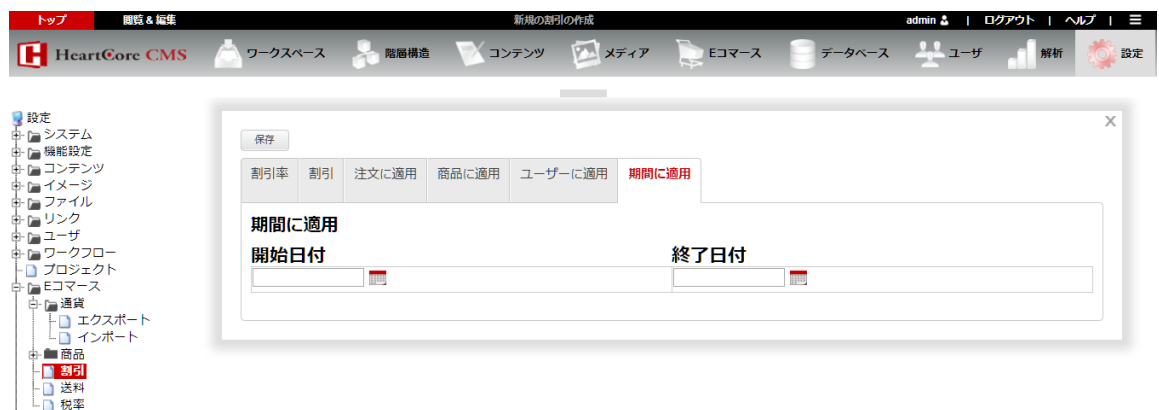 トップ 閲覧 & 編集 新規の割引の作成 admin | ログアウト | ヘルプ |
HeartCore CMS ワークスペース 階層構造 コンテンツ メディア Eコマース データベース ユーザ 解析 設定
設定
システム
機能設定
コンテンツ
イメージ
ファイル
リンク
ユーザ
ワークフロー
プロジェクト
Eコマース
通貨
エクスポート
インポート
商品
割引
送料
税率
X
保存
割引率 割引 注文に適用 商品に適用 ユーザーに適用 期間に適用
期間に適用
開始日付 終了日付